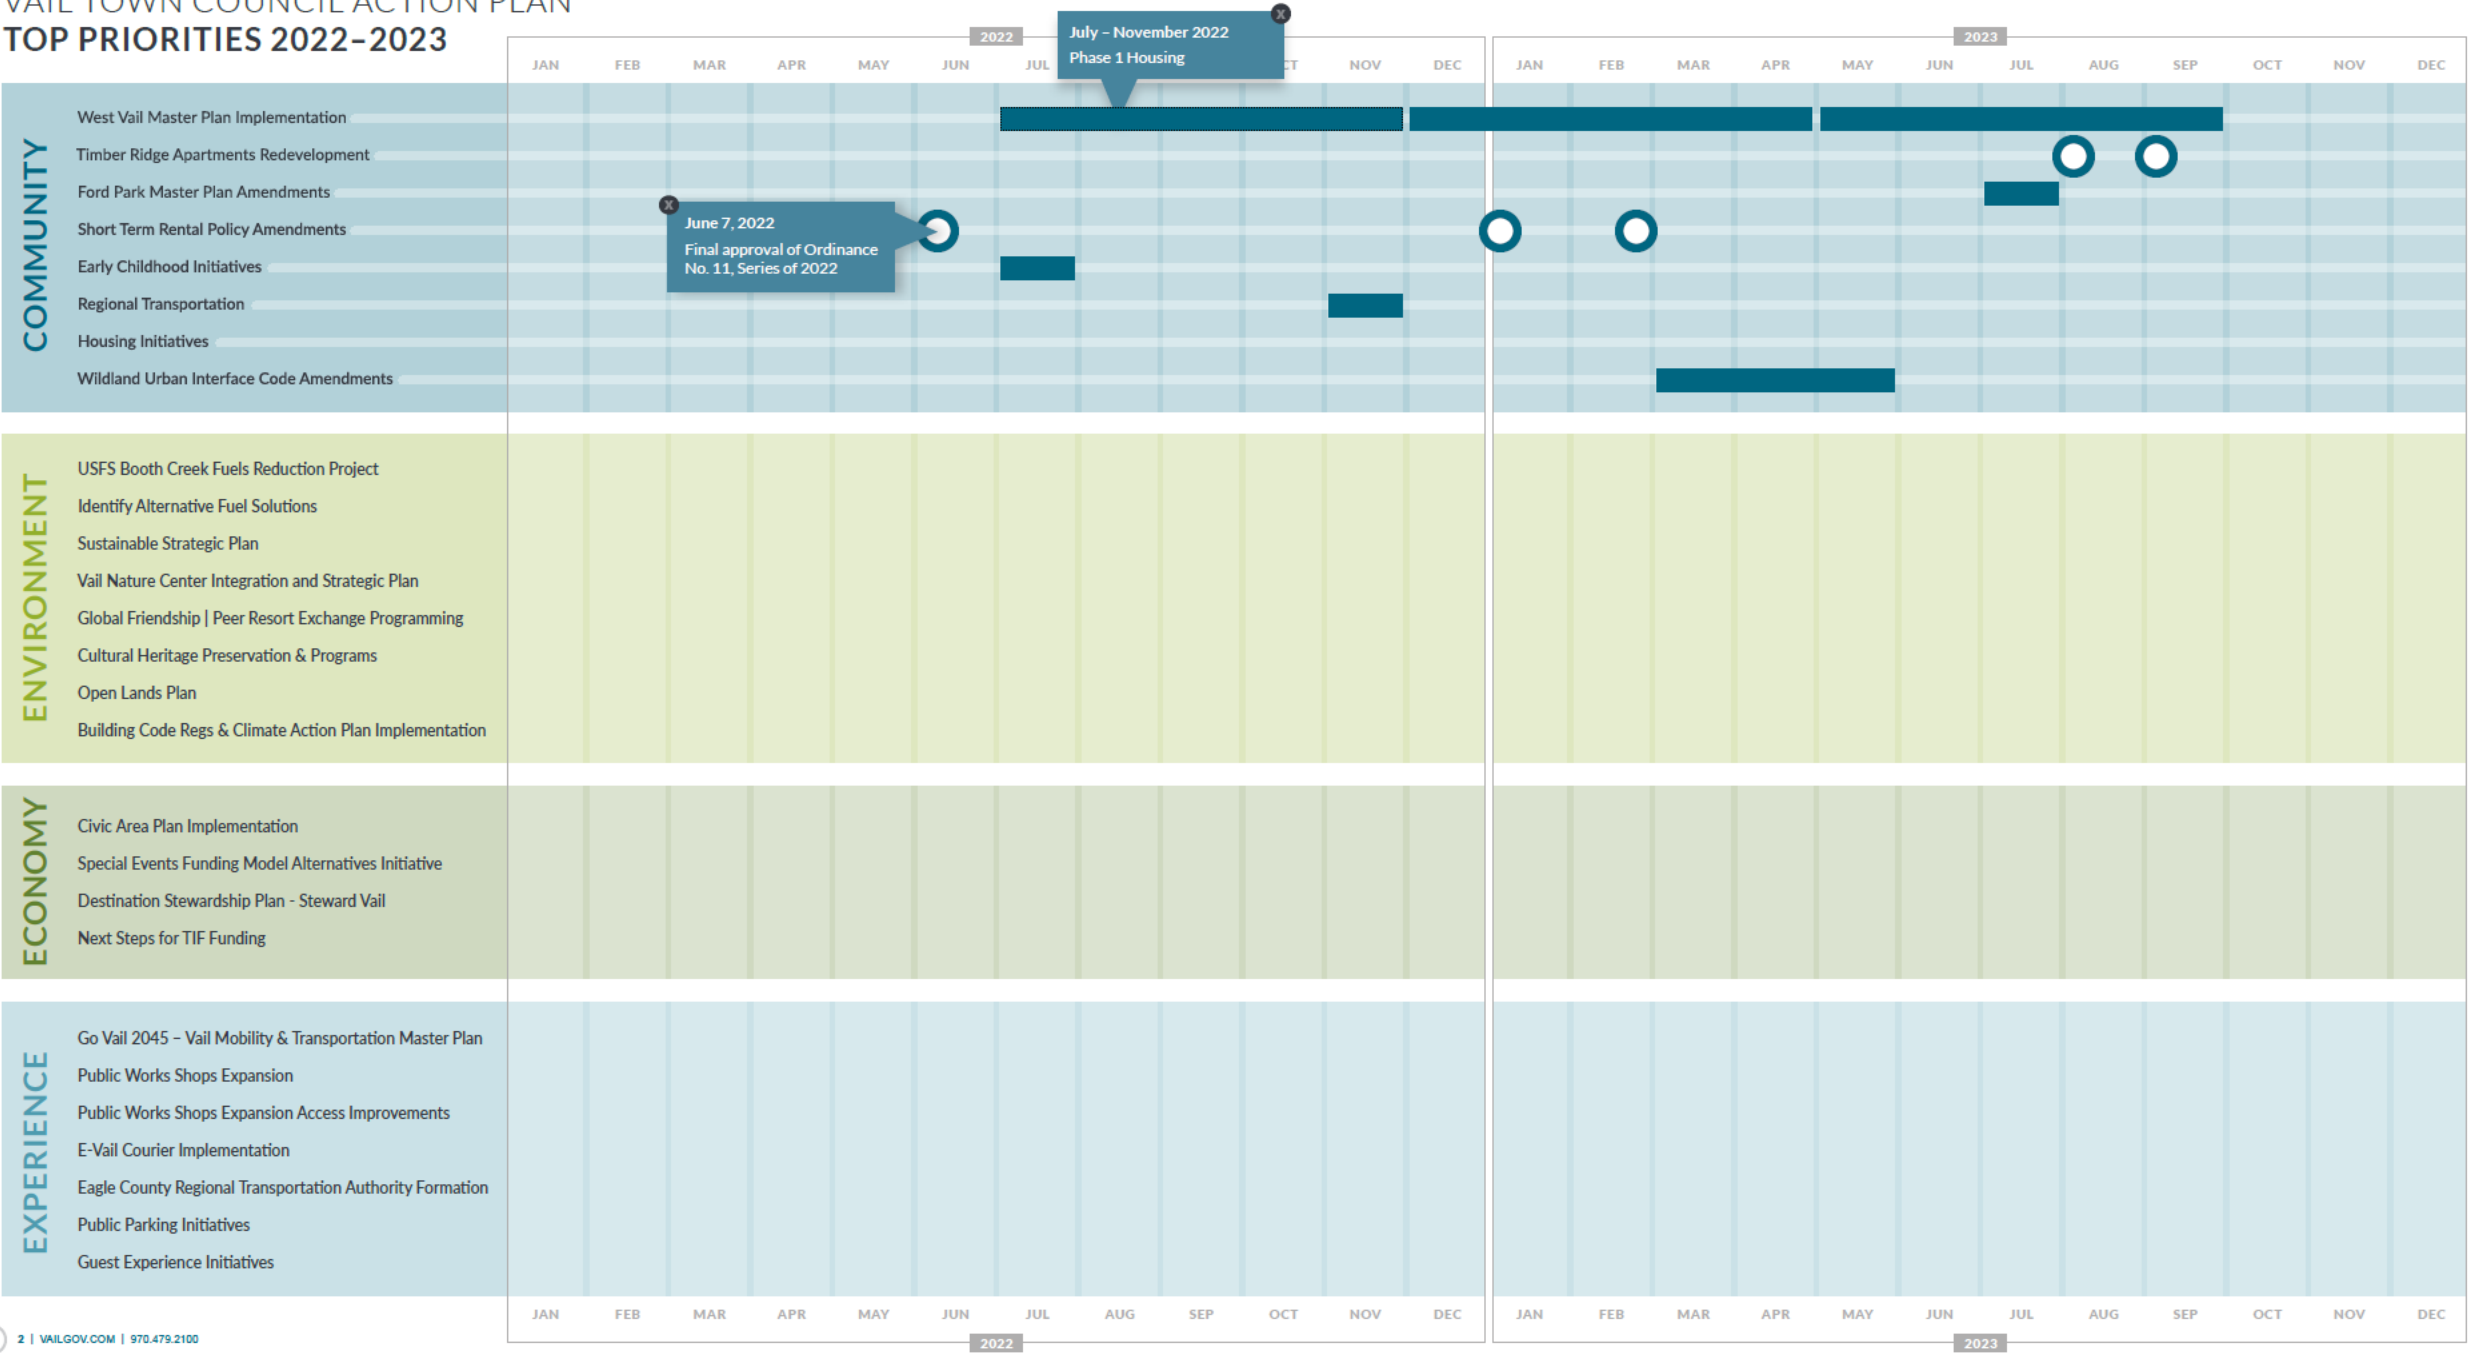 VAIL TOWN COUNCIL ACTION PLAN
TOP PRIORITIES 2022–2023
2022
2023
July – November 2022
Phase 1 Housing
X
JAN FEB MAR APR MAY JUN JUL CT NOV DEC JAN FEB MAR APR MAY JUN JUL AUG SEP OCT NOV DEC
COMMUNITY
West Vail Master Plan Implementation
Timber Ridge Apartments Redevelopment
Ford Park Master Plan Amendments
Short Term Rental Policy Amendments
Early Childhood Initiatives
Regional Transportation
Housing Initiatives
Wildland Urban Interface Code Amendments
X
June 7, 2022
Final approval of Ordinance
No. 11, Series of 2022
ENVIRONMENT
USFS Booth Creek Fuels Reduction Project
Identify Alternative Fuel Solutions
Sustainable Strategic Plan
Vail Nature Center Integration and Strategic Plan
Global Friendship | Peer Resort Exchange Programming
Cultural Heritage Preservation & Programs
Open Lands Plan
Building Code Regs & Climate Action Plan Implementation
ECONOMY
Civic Area Plan Implementation
Special Events Funding Model Alternatives Initiative
Destination Stewardship Plan - Steward Vail
Next Steps for TIF Funding
EXPERIENCE
Go Vail 2045 – Vail Mobility & Transportation Master Plan
Public Works Shops Expansion
Public Works Shops Expansion Access Improvements
E-Vail Courier Implementation
Eagle County Regional Transportation Authority Formation
Public Parking Initiatives
Guest Experience Initiatives
JAN FEB MAR APR MAY JUN JUL AUG SEP OCT NOV DEC JAN FEB MAR APR MAY JUN JUL AUG SEP OCT NOV DEC
2022
2023
2 | VAILGOV.COM | 970.479.2100